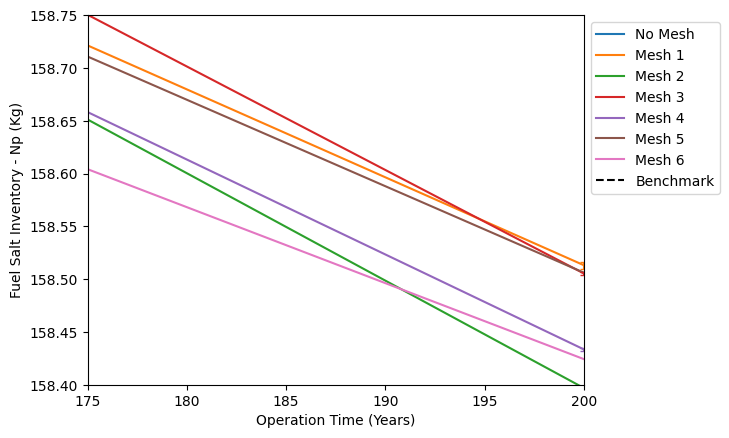 158.75
158.70
158.65
158.60
158.55
158.50
158.45
158.40
Fuel Salt Inventory - Np (Kg)
175
180
185
190
195
200
Operation Time (Years)
No Mesh
Mesh 1
Mesh 2
Mesh 3
Mesh 4
Mesh 5
Mesh 6
Benchmark